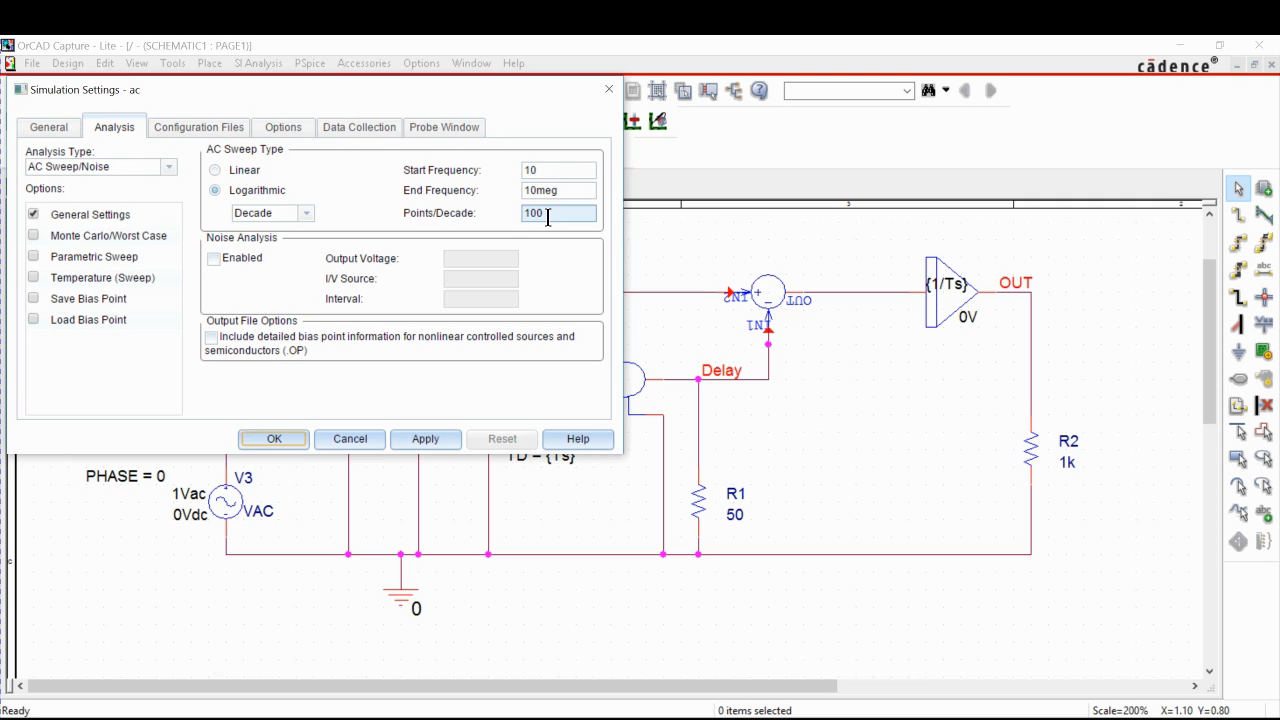 OrCAD Capture - Lite - [/ - (SCHEMATIC1 : PAGE1)]
File Design Edit View Tools Place SI Analysis PSpice Accessories Options Window Help
cādence®
Simulation Settings - ac
General Analysis Configuration Files Options Data Collection Probe Window
Analysis Type:
AC Sweep/Noise
Options:
General Settings
Monte Carlo/Worst Case
Parametric Sweep
Temperature (Sweep)
Save Bias Point
Load Bias Point
AC Sweep Type
Linear
Logarithmic
Decade
Start Frequency: 10
End Frequency: 10meg
Points/Decade: 100
Noise Analysis
Enabled
Output Voltage:
I/V Source:
Interval:
Output File Options
Include detailed bias point information for nonlinear controlled sources and
semiconductors (.OP)
OK Cancel Apply Reset Help
3
2
IN2
OUT
IN1
{1/Ts}
OUT
0V
Delay
TD = {Ts}
PHASE = 0
V3
1Vac
0Vdc
VAC
R1
50
R2
1k
0
Ready
0 items selected
Scale=200% X=1.10 Y=0.80